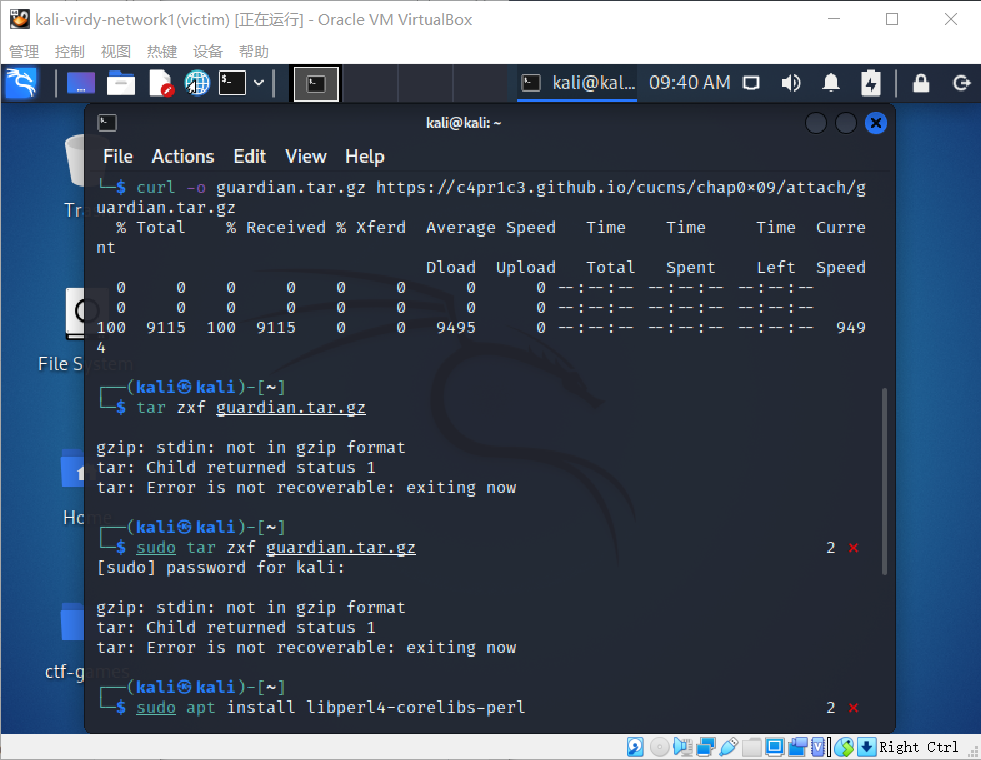 kali-virdy-network1(victim) [正在运行] - Oracle VM VirtualBox
管理 控制 视图 热键 设备 帮助
kali@kal... 09:40 AM
kali@kali: ~
File Actions Edit View Help
└─$ curl -o guardian.tar.gz https://c4pr1c3.github.io/cucns/chap0×09/attach/g
uardian.tar.gz
% Total % Received % Xferd Average Speed Time Time Time Curre
nt
Dload Upload Total Spent Left Speed
0 0 0 0 0 0 0 0 --:--:-- --:--:-- --:--:--
0 0 0 0 0 0 0 0 --:--:-- --:--:-- --:--:--
100 9115 100 9115 0 0 9495 0 --:--:-- --:--:-- --:--:-- 949
4
┌──(kali㉿kali)-[~]
└─$ tar zxf guardian.tar.gz
gzip: stdin: not in gzip format
tar: Child returned status 1
tar: Error is not recoverable: exiting now
┌──(kali㉿kali)-[~]
└─$ sudo tar zxf guardian.tar.gz 2 ⨯
[sudo] password for kali:
gzip: stdin: not in gzip format
tar: Child returned status 1
tar: Error is not recoverable: exiting now
┌──(kali㉿kali)-[~]
└─$ sudo apt install libperl4-corelibs-perl 2 ⨯
File System
Home
ctf-games
Right Ctrl